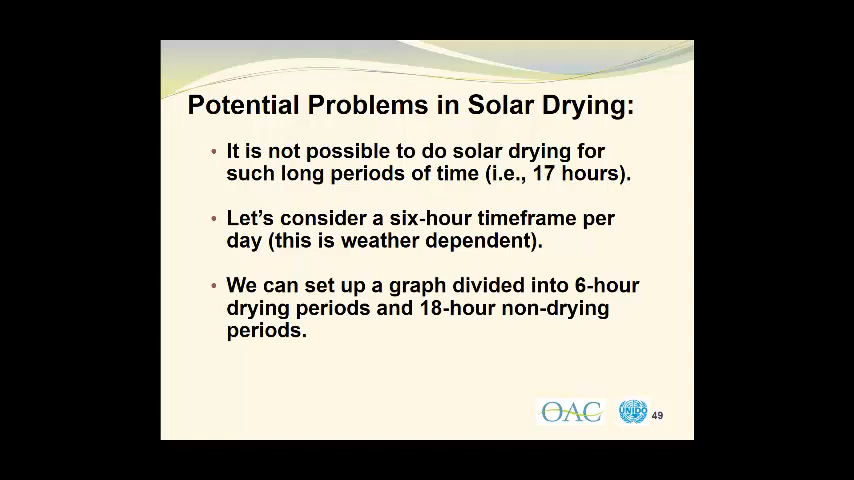 Potential Problems in Solar Drying:
• It is not possible to do solar drying for
such long periods of time (i.e., 17 hours).
• Let's consider a six-hour timeframe per
day (this is weather dependent).
• We can set up a graph divided into 6-hour
drying periods and 18-hour non-drying
periods.
OAC
UNIDO
49